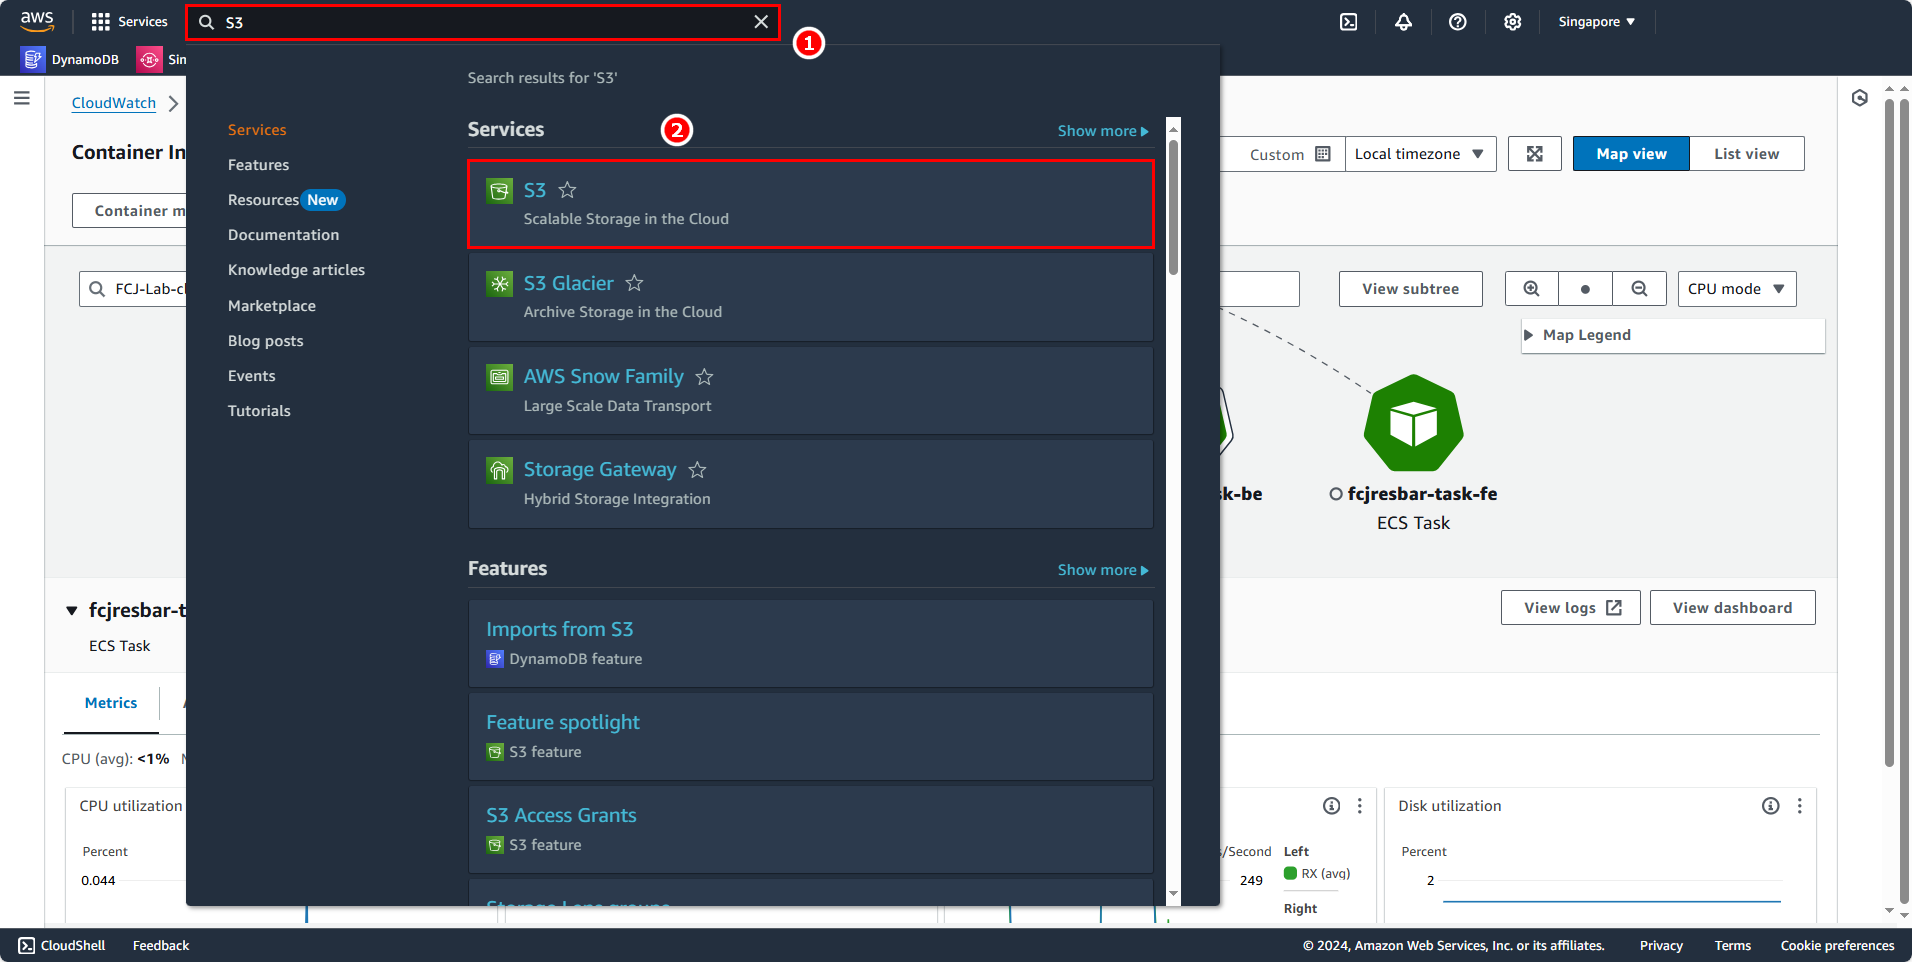 aws
Services
S3
1
Singapore
DynamoDB
Search results for 'S3'
CloudWatch
Services
Features
Resources New
Documentation
Knowledge articles
Marketplace
Blog posts
Events
Tutorials
Services
2
Show more
S3
Scalable Storage in the Cloud
S3 Glacier
Archive Storage in the Cloud
AWS Snow Family
Large Scale Data Transport
Storage Gateway
Hybrid Storage Integration
Features
Show more
Imports from S3
DynamoDB feature
Feature spotlight
S3 feature
S3 Access Grants
S3 feature
Container In
Container m
FCJ-Lab-cl
Custom
Local timezone
Map view
List view
View subtree
CPU mode
Map Legend
sk-be
fcjresbar-task-fe
ECS Task
fcjresbar-t
ECS Task
View logs
View dashboard
Metrics
CPU (avg): <1%
CPU utilization
Percent
0.044
s/Second
249
Left
RX (avg)
Right
Disk utilization
Percent
2
CloudShell
Feedback
© 2024, Amazon Web Services, Inc. or its affiliates.
Privacy
Terms
Cookie preferences